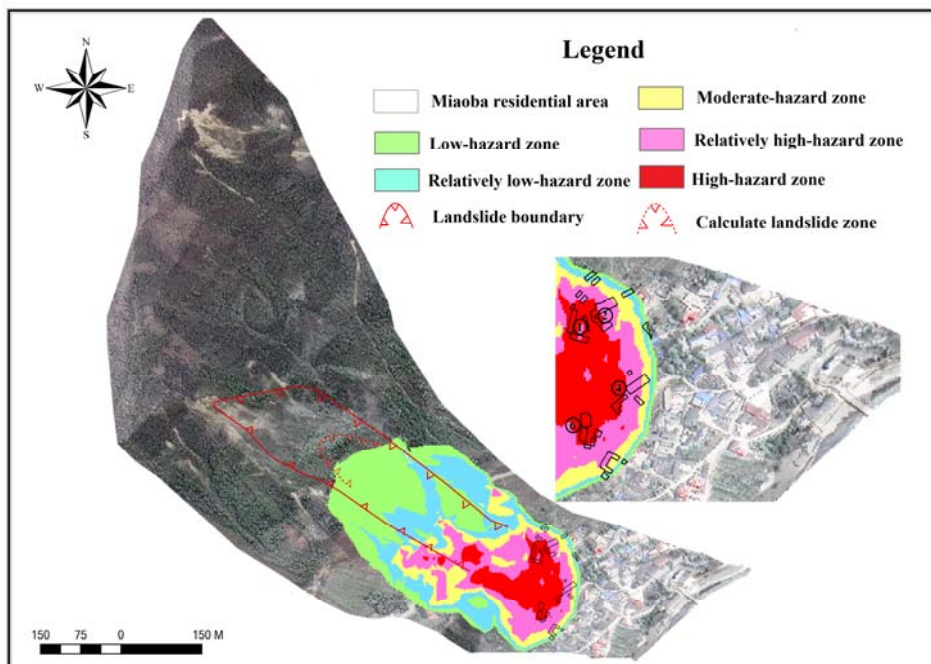 N
W E
S
Legend
Miaoba residential area
Moderate-hazard zone
Low-hazard zone
Relatively high-hazard zone
Relatively low-hazard zone
High-hazard zone
Landslide boundary
Calculate landslide zone
150 75 0 150 M